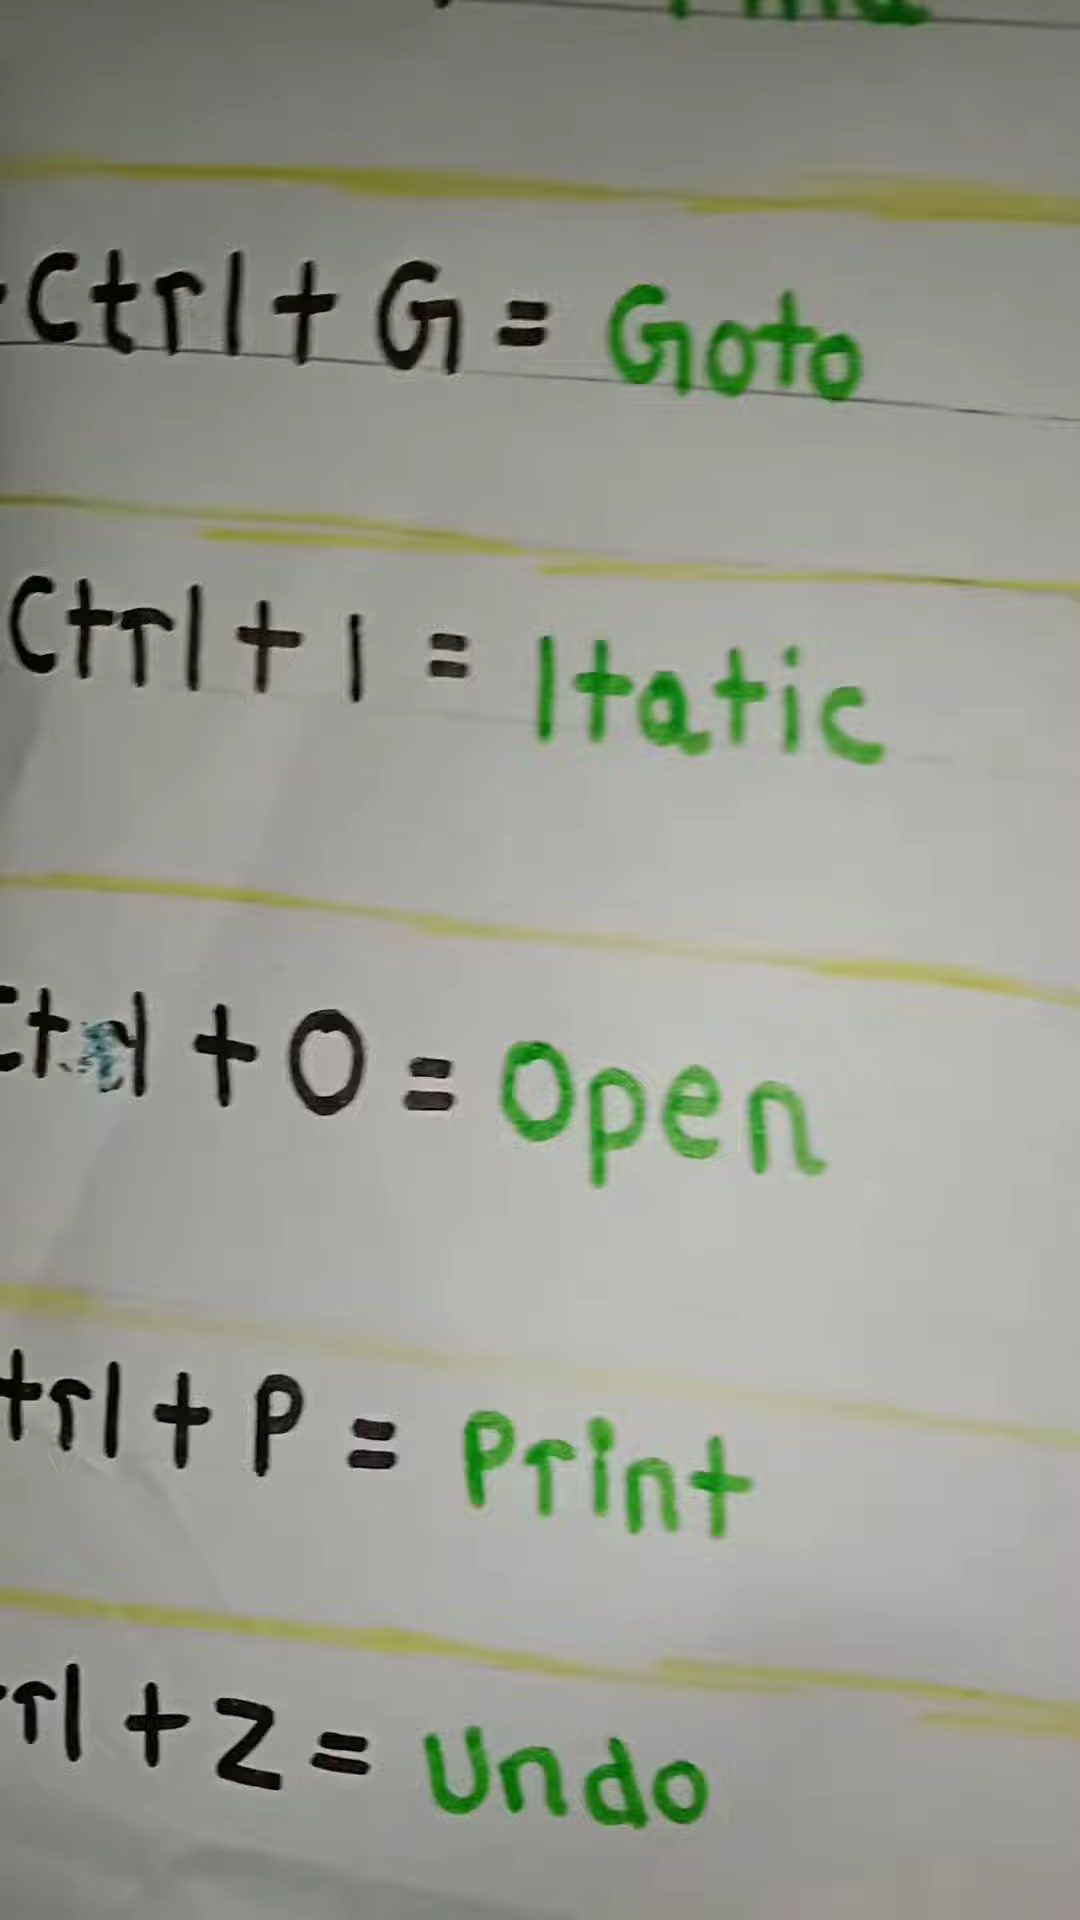 Ctrl + G = Goto
Ctrl + I = Itatic
Ctrl + O = Open
trl + P = Print
rl + Z = Undo